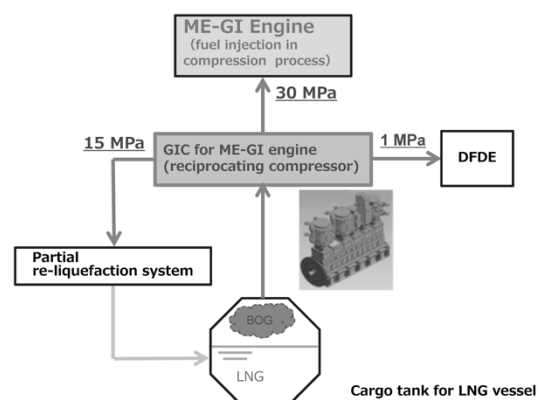 ME-GI Engine
(fuel injection in
compression process)
30 MPa
15 MPa
GIC for ME-GI engine
(reciprocating compressor)
1 MPa
DFDE
Partial
re-liquefaction system
BOG
LNG
Cargo tank for LNG vessel